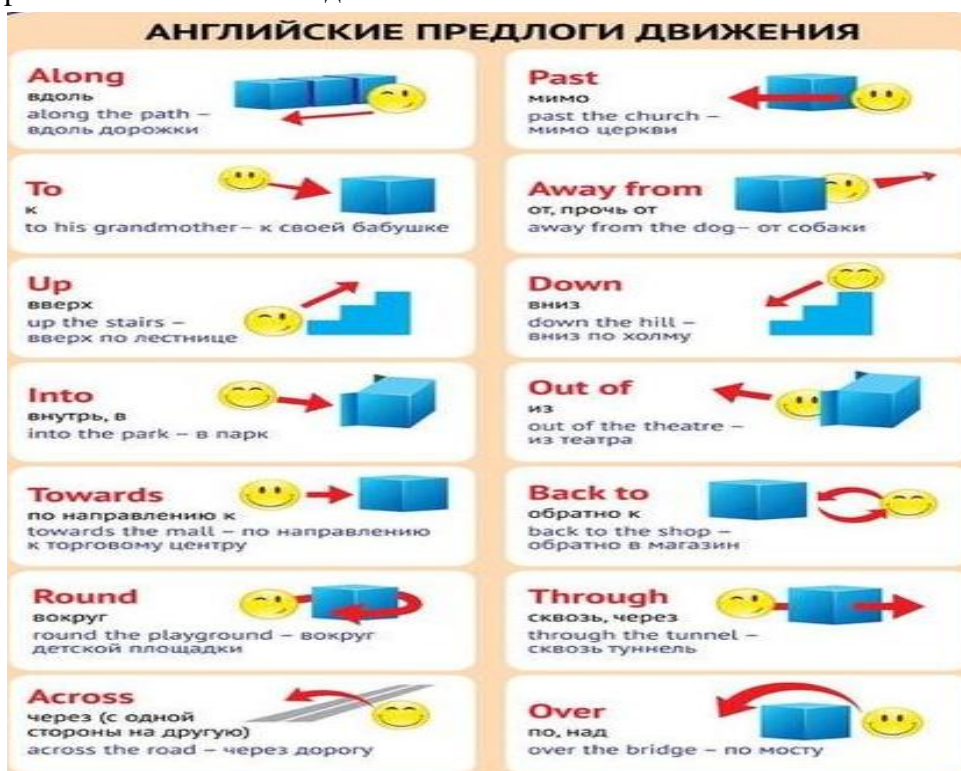 АНГЛИЙСКИЕ ПРЕДЛОГИ ДВИЖЕНИЯ
Along
вдоль
along the path –
вдоль дорожки
Past
мимо
past the church –
мимо церкви
To
к
to his grandmother– к своей бабушке
Away from
от, прочь от
away from the dog– от собаки
Up
вверх
up the stairs –
вверх по лестнице
Down
вниз
down the hill –
вниз по холму
Into
внутрь, в
into the park – в парк
Out of
из
out of the theatre –
из театра
Towards
по направлению к
towards the mall – по направлению
к торговому центру
Back to
обратно к
back to the shop –
обратно в магазин
Round
вокруг
round the playground – вокруг
детской площадки
Through
сквозь, через
through the tunnel –
сквозь туннель
Across
через (с одной
стороны на другую)
across the road – через дорогу
Over
по, над
over the bridge – по мосту